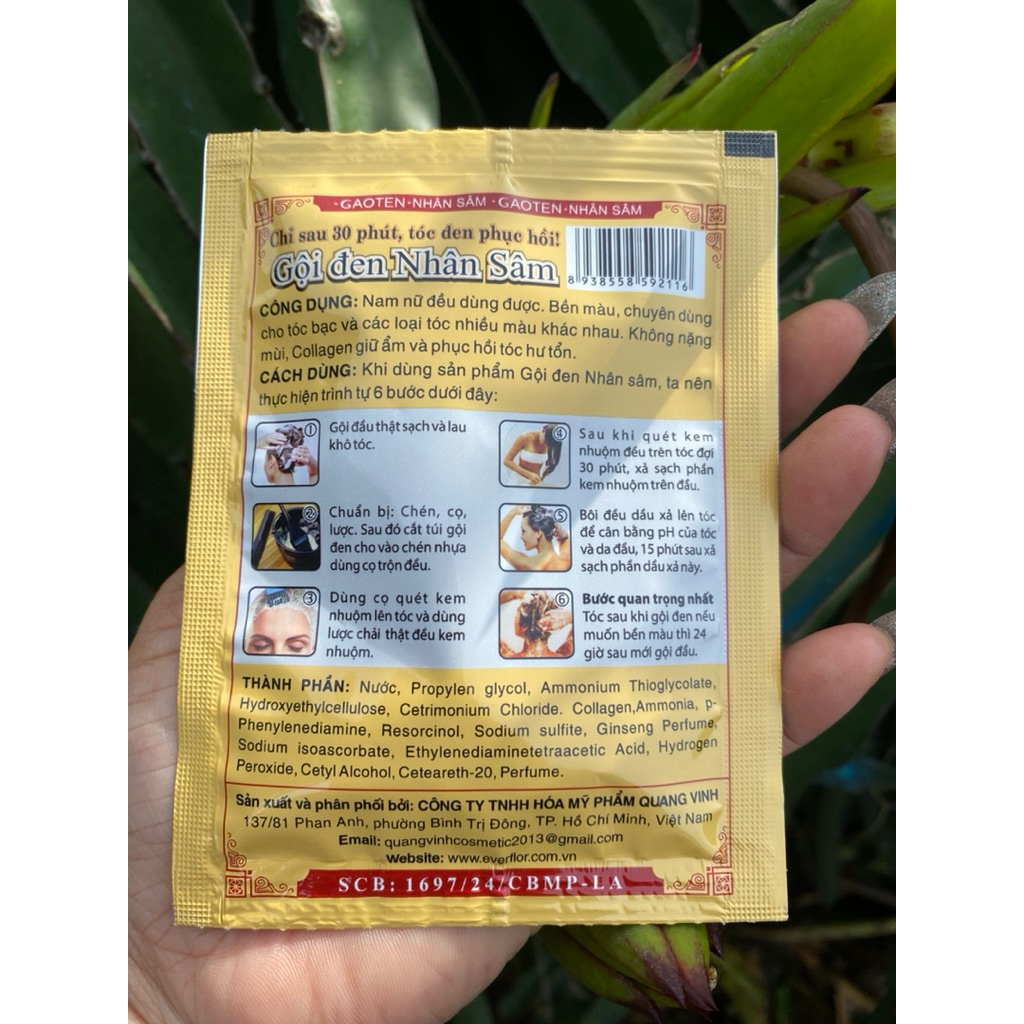 ·GAOTEN·NHÂN SÂM ·GAOTEN·NHÂN SÂM
Chỉ sau 30 phút, tóc đen phục hồi!
Gội đen Nhân Sâm
8 938558 592116
CÔNG DỤNG: Nam nữ đều dùng được. Bền màu, chuyên dùng
cho tóc bạc và các loại tóc nhiều màu khác nhau. Không nặng
mùi, Collagen giữ ẩm và phục hồi tóc hư tổn.
CÁCH DÙNG: Khi dùng sản phẩm Gội đen Nhân sâm, ta nên
thực hiện trình tự 6 bước dưới đây:
1
Gội đầu thật sạch và lau
khô tóc.
2
Chuẩn bị: Chén, cọ,
lược. Sau đó cắt túi gội
đen cho vào chén nhựa
dùng cọ trộn đều.
3
Dùng cọ quét kem
nhuộm lên tóc và dùng
lược chải thật đều kem
nhuộm.
4
Sau khi quét kem
nhuộm đều trên tóc đợi
30 phút, xả sạch phần
kem nhuộm trên đầu.
5
Bôi đều dầu xả lên tóc
để cân bằng pH của tóc
và da đầu, 15 phút sau xả
sạch phần dầu xả này.
6
Bước quan trọng nhất
Tóc sau khi gội đen nếu
muốn bền màu thì 24
giờ sau mới gội đầu.
THÀNH PHẦN: Nước, Propylen glycol, Ammonium Thioglycolate,
Hydroxyethylcellulose, Cetrimonium Chloride. Collagen,Ammonia, p-
Phenylenediamine, Resorcinol, Sodium sulfite, Ginseng Perfume,
Sodium isoascorbate, Ethylenediaminetetraacetic Acid, Hydrogen
Peroxide, Cetyl Alcohol, Ceteareth-20, Perfume.
Sản xuất và phân phối bởi: CÔNG TY TNHH HÓA MỸ PHẨM QUANG VINH
137/81 Phan Anh, phường Bình Trị Đông, TP. Hồ Chí Minh, Việt Nam
Email: quangvinhcosmetic2013@gmail.com
Website: www.everflor.com.vn
SCB: 1697/24/CBMP-LA